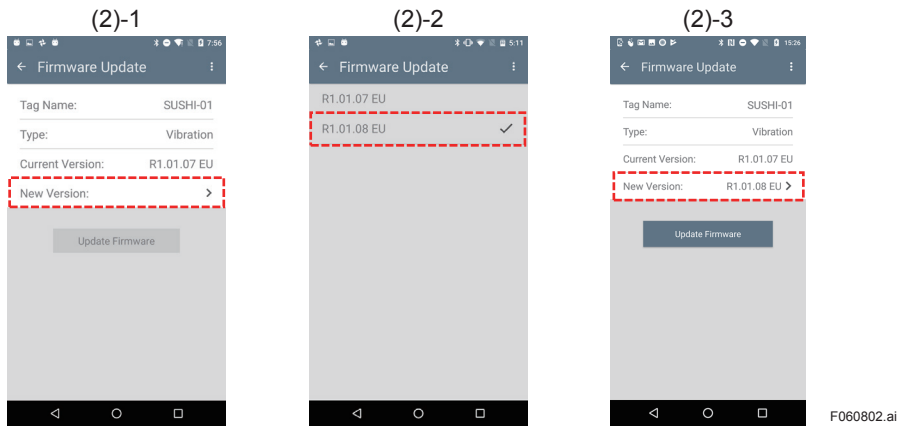 (2)-1
7:56
← Firmware Update
Tag Name: SUSHI-01
Type: Vibration
Current Version: R1.01.07 EU
New Version: >
Update Firmware
(2)-2
5:11
← Firmware Update
R1.01.07 EU
R1.01.08 EU ✓
(2)-3
15:26
← Firmware Update
Tag Name: SUSHI-01
Type: Vibration
Current Version: R1.01.07 EU
New Version: R1.01.08 EU >
Update Firmware
F060802.ai